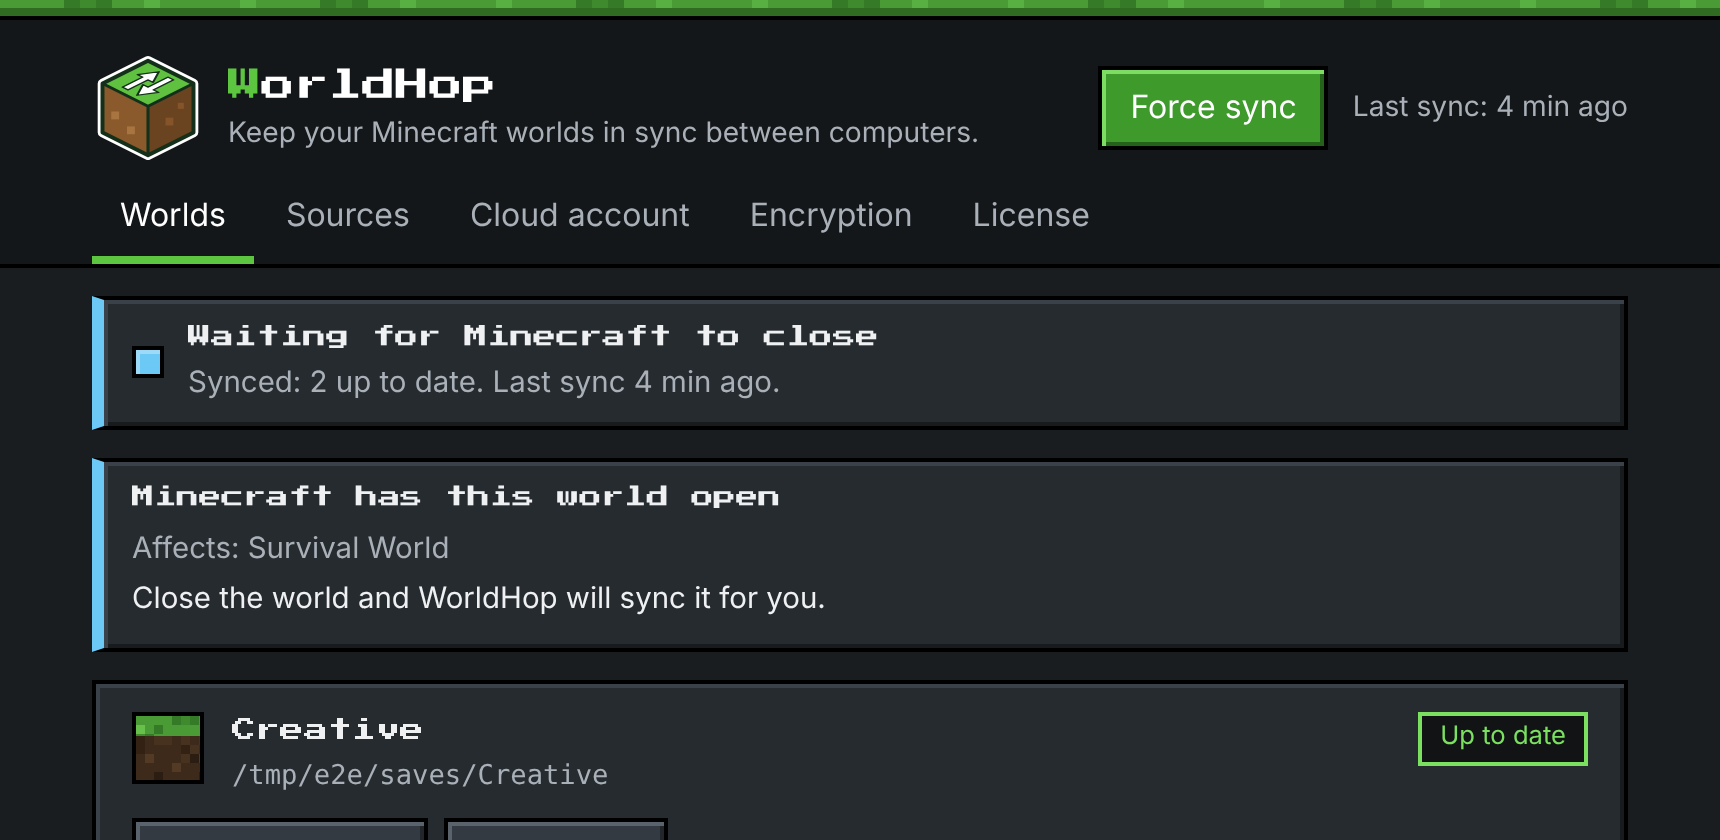 WorldHop
Keep your Minecraft worlds in sync between computers.
Force sync
Last sync: 4 min ago
Worlds
Sources
Cloud account
Encryption
License
Waiting for Minecraft to close
Synced: 2 up to date. Last sync 4 min ago.
Minecraft has this world open
Affects: Survival World
Close the world and WorldHop will sync it for you.
Creative
Up to date
/tmp/e2e/saves/Creative